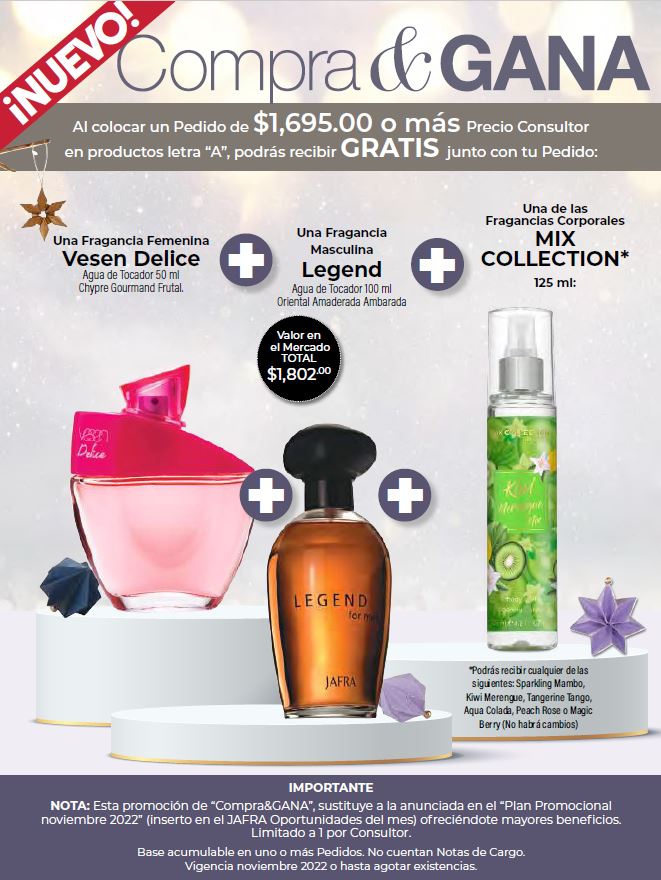 ¡NUEVO!
Compra&GANA
Al colocar un Pedido de $1,695.00 o más Precio Consultor
en productos letra “A”, podrás recibir GRATIS junto con tu Pedido:
Una Fragancia Femenina
Vesen Delice
Agua de Tocador 50 ml
Chypre Gourmand Frutal.
Una Fragancia
Masculina
Legend
Agua de Tocador 100 ml
Oriental Amaderada Ambarada
Una de las
Fragancias Corporales
MIX
COLLECTION*
125 ml:
Valor en
el Mercado
TOTAL
$1,802.00
Vesen
Delice
LEGEND
for men
JAFRA
Kiwi
Merengue
*Podrás recibir cualquier de las
siguientes: Sparkling Mambo,
Kiwi Merengue, Tangerine Tango,
Aqua Colada, Peach Rose o Magic
Berry (No habrá cambios)
IMPORTANTE
NOTA: Esta promoción de “Compra&GANA”, sustituye a la anunciada en el “Plan Promocional
noviembre 2022” (inserto en el JAFRA Oportunidades del mes) ofreciéndote mayores beneficios.
Limitado a 1 por Consultor.
Base acumulable en uno o más Pedidos. No cuentan Notas de Cargo.
Vigencia noviembre 2022 o hasta agotar existencias.